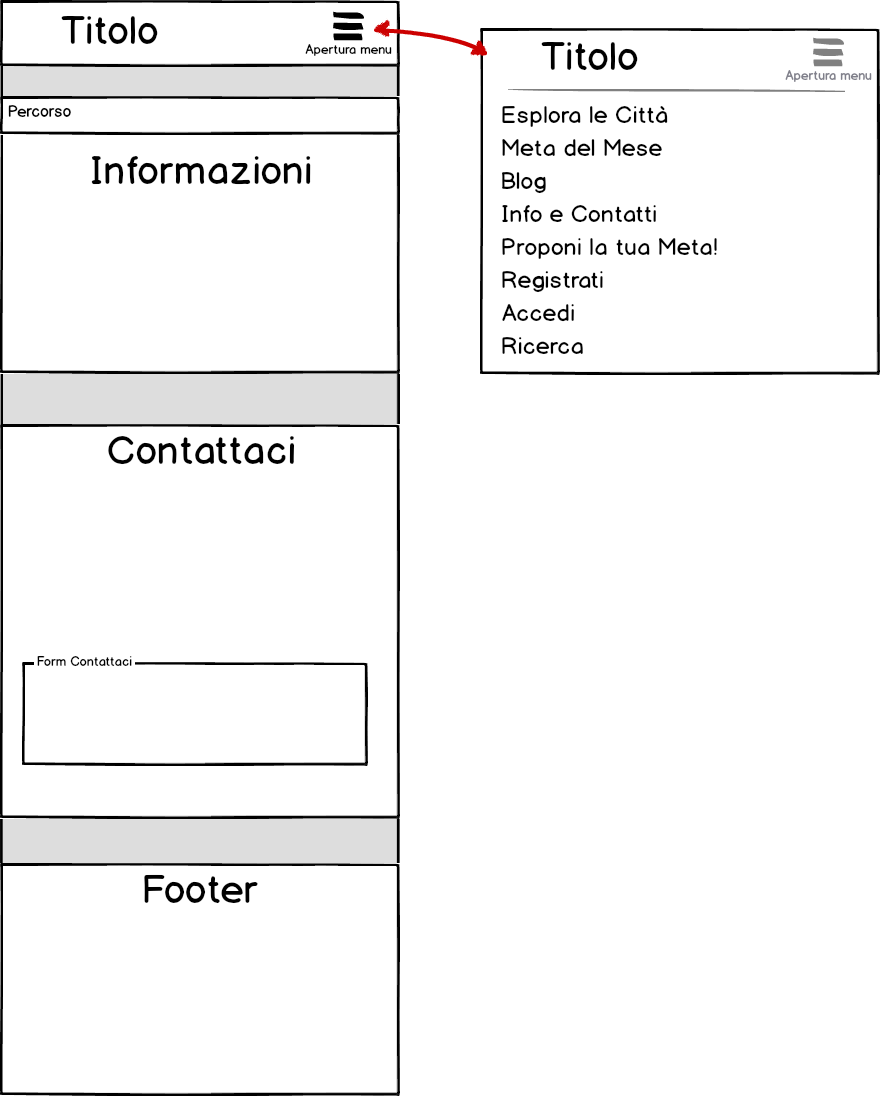 Titolo
Apertura menu
Percorso
Informazioni
Contattaci
Form Contattaci
Footer
Titolo
Apertura menu
Esplora le Città
Meta del Mese
Blog
Info e Contatti
Proponi la tua Meta!
Registrati
Accedi
Ricerca